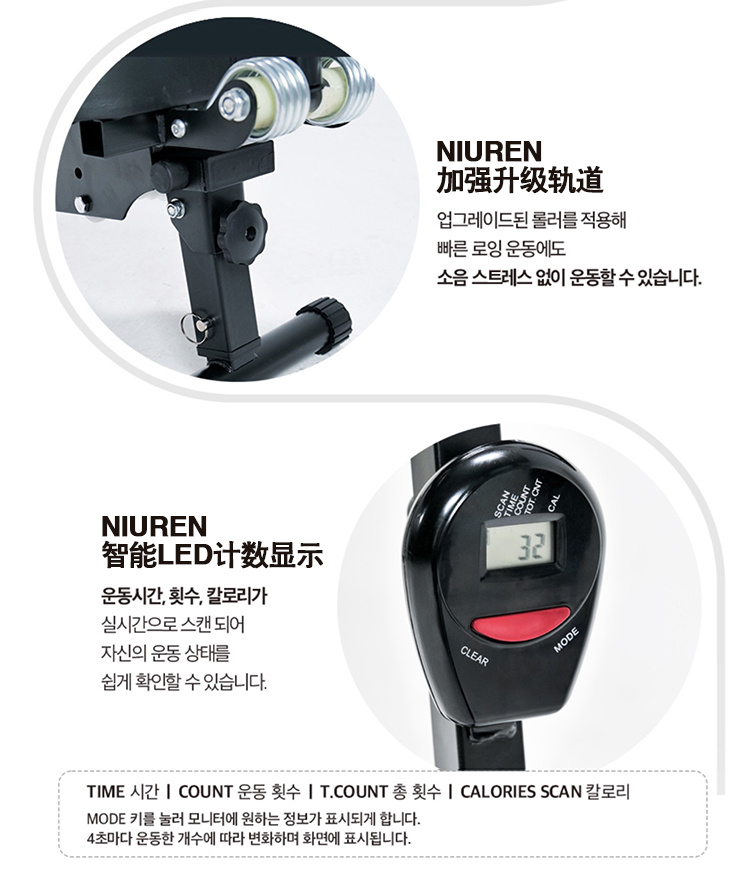 NIUREN
加强升级轨道
업그레이드된 롤러를 적용해
빠른 로잉 운동에도
소음 스트레스 없이 운동할 수 있습니다.
NIUREN
智能LED计数显示
운동시간, 횟수, 칼로리가
실시간으로 스캔 되어
자신의 운동 상태를
쉽게 확인할 수 있습니다.
SCAN
TIME
COUNT
TOT. CNT
CAL
32
CLEAR
MODE
TIME 시간 | COUNT 운동 횟수 | T.COUNT 총 횟수 | CALORIES SCAN 칼로리
MODE 키를 눌러 모니터에 원하는 정보가 표시되게 합니다.
4초마다 운동한 개수에 따라 변화하며 화면에 표시됩니다.